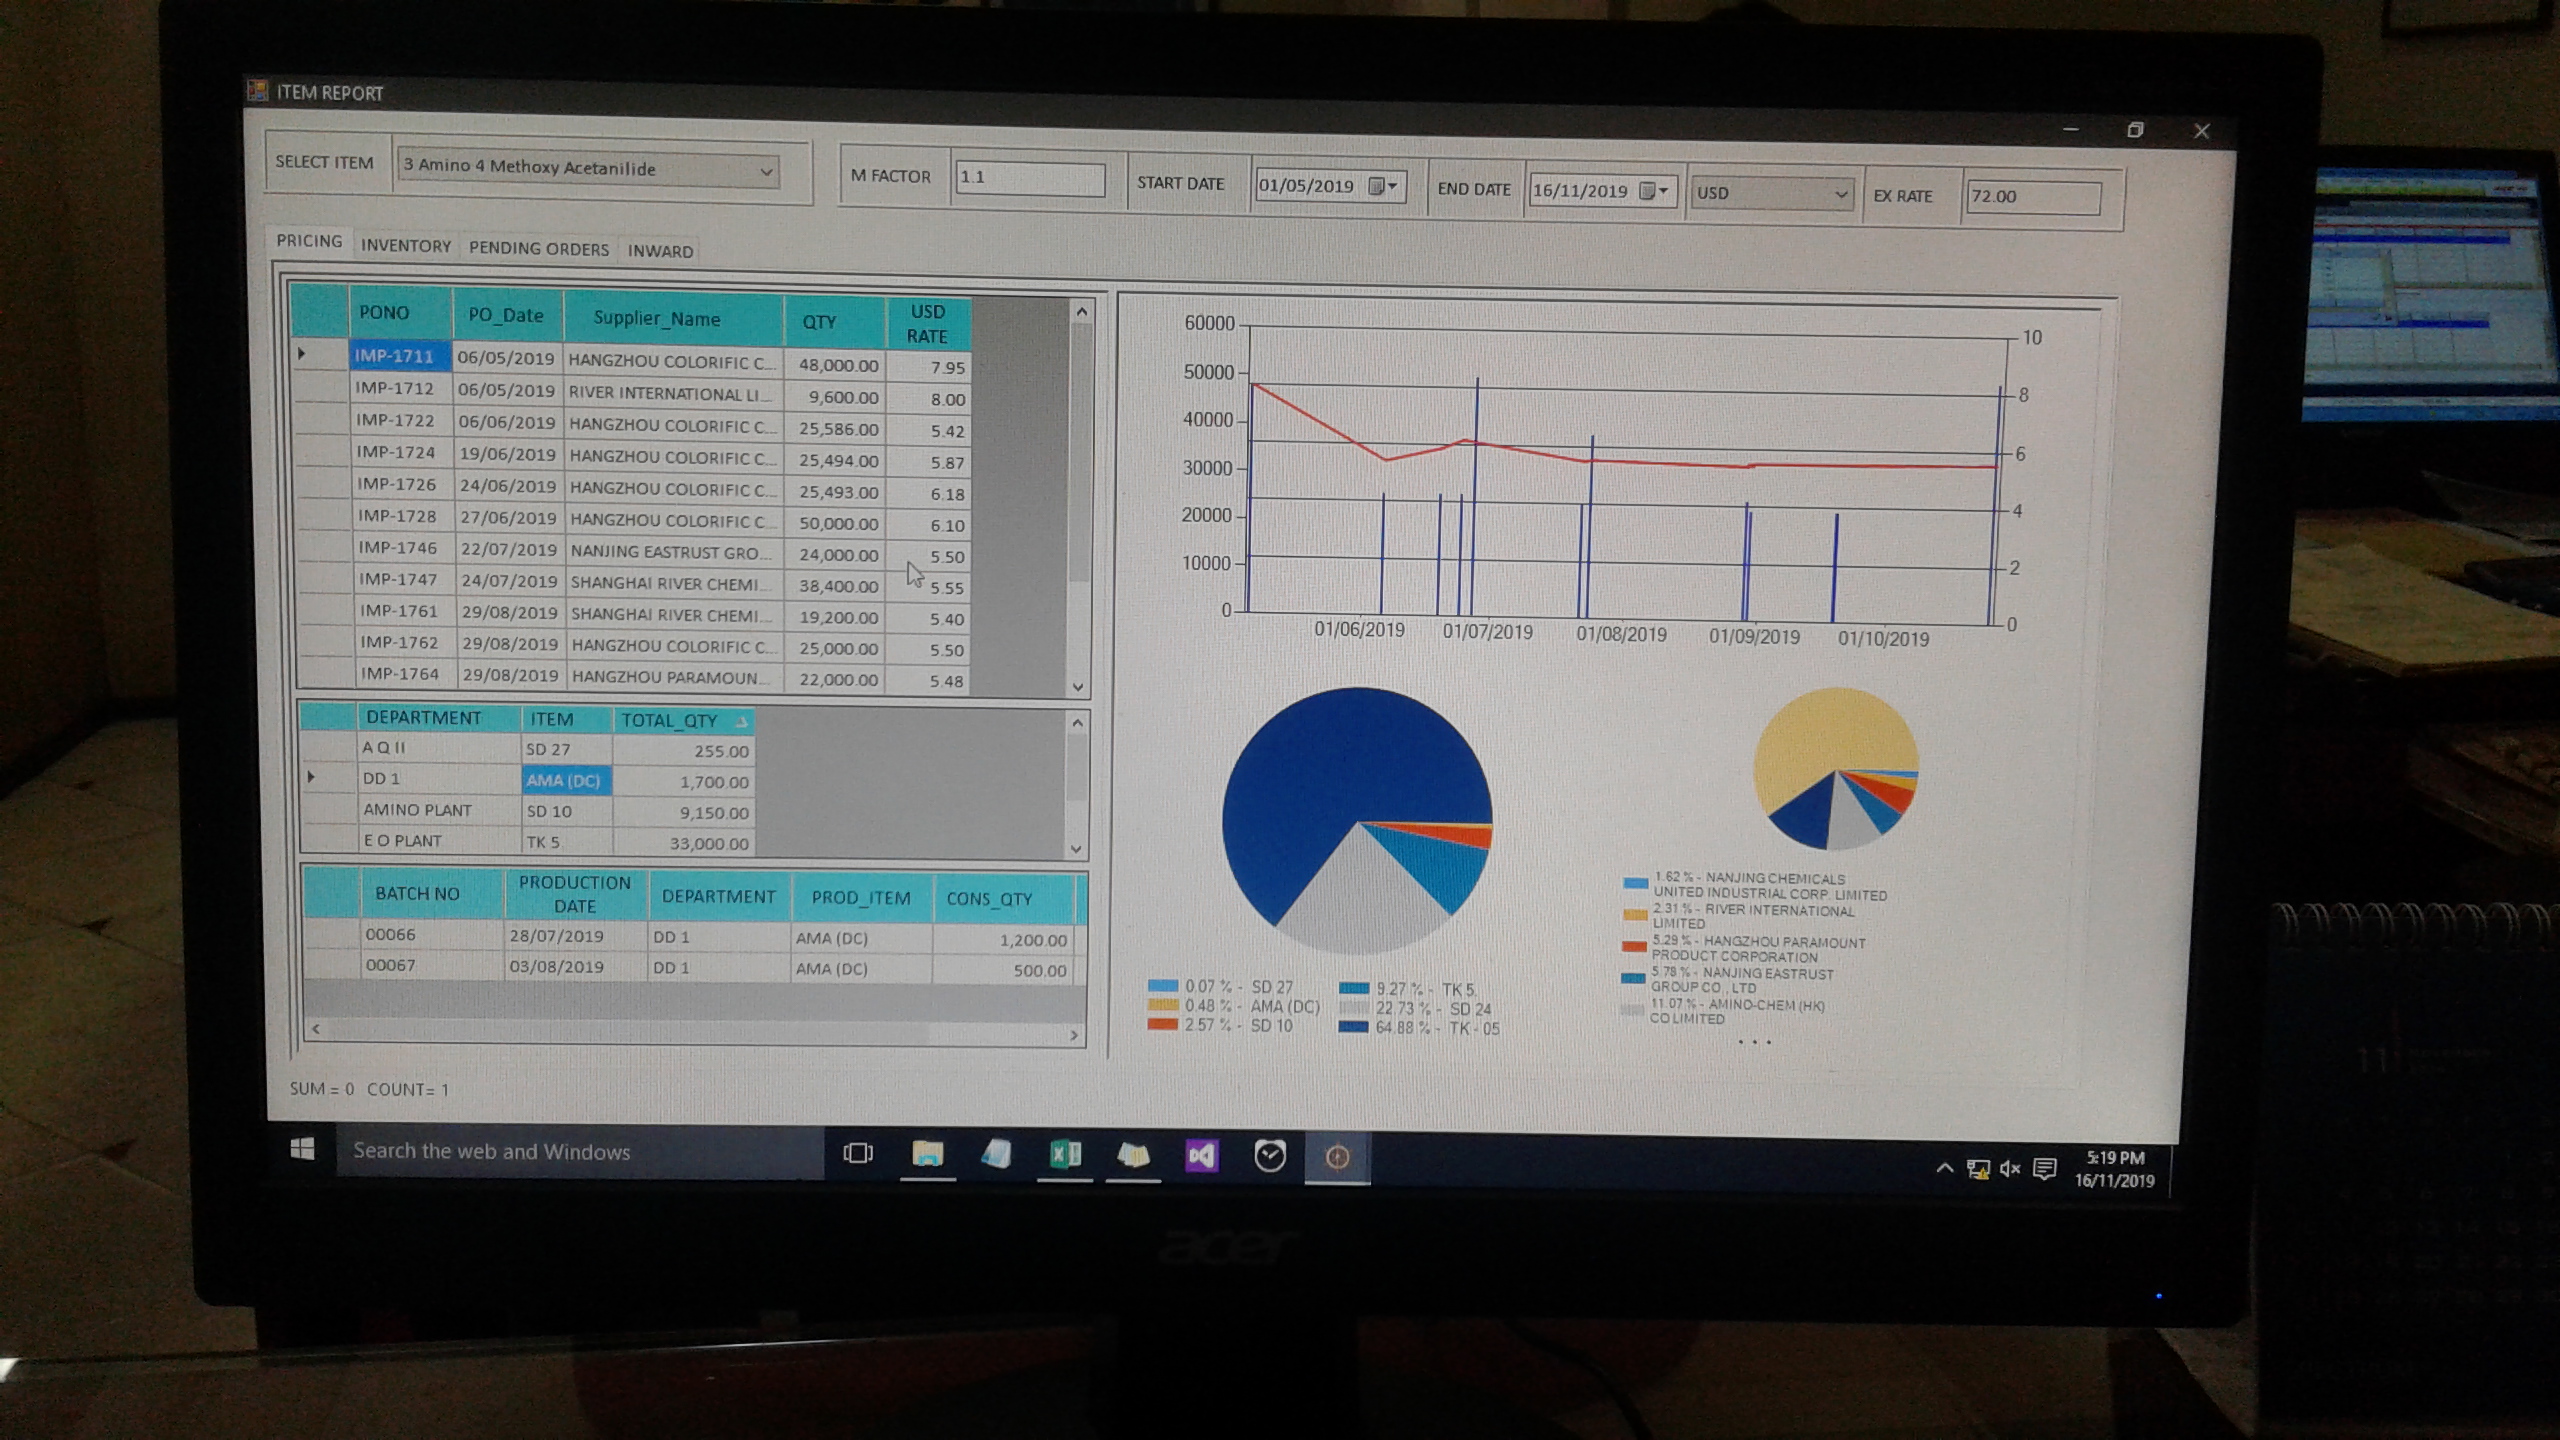 ITEM REPORT
SELECT ITEM 3 Amino 4 Methoxy Acetanilide M FACTOR 1.1 START DATE 01/05/2019 END DATE 16/11/2019 USD EX RATE 72.00
PRICING INVENTORY PENDING ORDERS INWARD
PONO PO_Date Supplier_Name QTY USD RATE
IMP-1711 06/05/2019 HANGZHOU COLORIFIC C... 48,000.00 7.95
IMP-1712 06/05/2019 RIVER INTERNATIONAL LI... 9,600.00 8.00
IMP-1722 06/06/2019 HANGZHOU COLORIFIC C... 25,586.00 5.42
IMP-1724 19/06/2019 HANGZHOU COLORIFIC C... 25,494.00 5.87
IMP-1726 24/06/2019 HANGZHOU COLORIFIC C... 25,493.00 6.18
IMP-1728 27/06/2019 HANGZHOU COLORIFIC C... 50,000.00 6.10
IMP-1746 22/07/2019 NANJING EASTRUST GRO... 24,000.00 5.50
IMP-1747 24/07/2019 SHANGHAI RIVER CHEMI... 38,400.00 5.55
IMP-1761 29/08/2019 SHANGHAI RIVER CHEMI... 19,200.00 5.40
IMP-1762 29/08/2019 HANGZHOU COLORIFIC C... 25,000.00 5.50
IMP-1764 29/08/2019 HANGZHOU PARAMOUN... 22,000.00 5.48
DEPARTMENT ITEM TOTAL_QTY
A Q II SD 27 255.00
DD 1 AMA (DC) 1,700.00
AMINO PLANT SD 10 9,150.00
E O PLANT TK 5 33,000.00
BATCH NO PRODUCTION DATE DEPARTMENT PROD_ITEM CONS_QTY
00066 28/07/2019 DD 1 AMA (DC) 1,200.00
00067 03/08/2019 DD 1 AMA (DC) 500.00
SUM = 0 COUNT= 1
60000 10
50000 8
40000
30000 6
20000 4
10000 2
0 0
01/06/2019 01/07/2019 01/08/2019 01/09/2019 01/10/2019
0.07 % - SD 27 9.27 % - TK 5
0.48 % - AMA (DC) 22.73 % - SD 24
2.57 % - SD 10 64.88 % - TK - 05
1.62 % - NANJING CHEMICALS
UNITED INDUSTRIAL CORP. LIMITED
2.31 % - RIVER INTERNATIONAL
LIMITED
5.29 % - HANGZHOU PARAMOUNT
PRODUCT CORPORATION
5.78 % - NANJING EASTRUST
GROUP CO., LTD
11.07 % - AMINO-CHEM (HK)
CO LIMITED
...
Search the web and Windows
5:19 PM
16/11/2019
acer
11